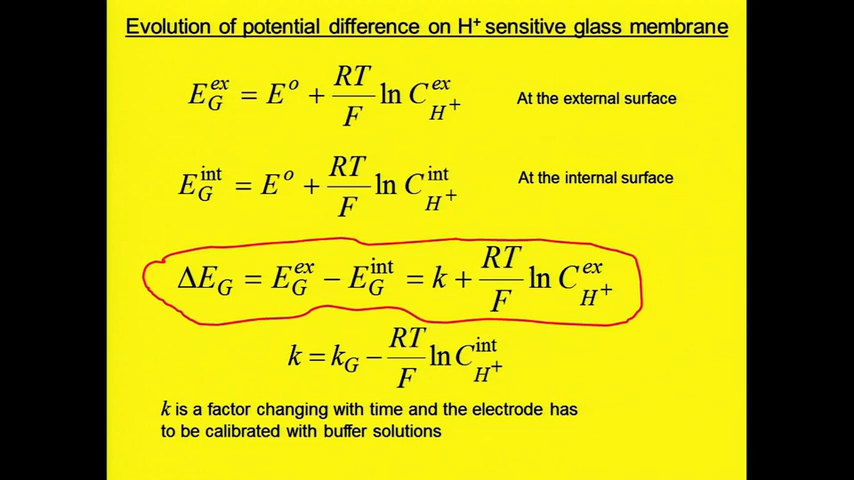 Evolution of potential difference on H⁺ sensitive glass membrane
E_G^ex = E^o + RT/F ln C_H⁺^ex At the external surface
E_G^int = E^o + RT/F ln C_H⁺^int At the internal surface
ΔE_G = E_G^ex − E_G^int = k + RT/F ln C_H⁺^ex
k = k_G − RT/F ln C_H⁺^int
k is a factor changing with time and the electrode has
to be calibrated with buffer solutions